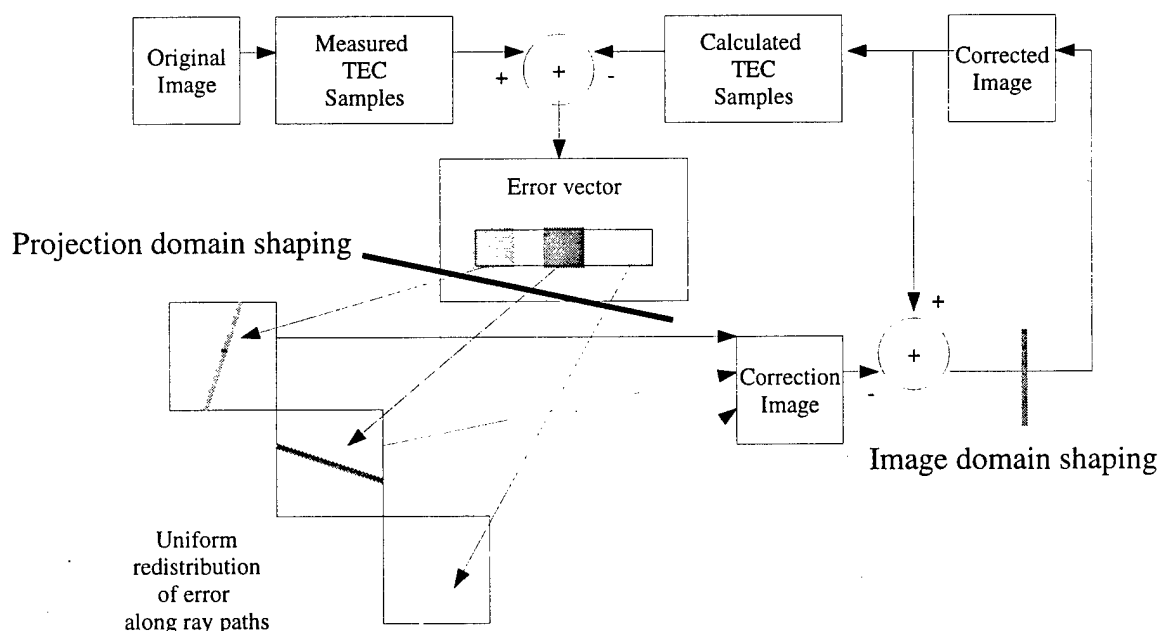 Original
Image
Measured
TEC
Samples
+
+
-
Calculated
TEC
Samples
Corrected
Image
Error vector
Projection domain shaping
+
+
-
Correction
Image
Image domain shaping
Uniform
redistribution
of error
along ray paths